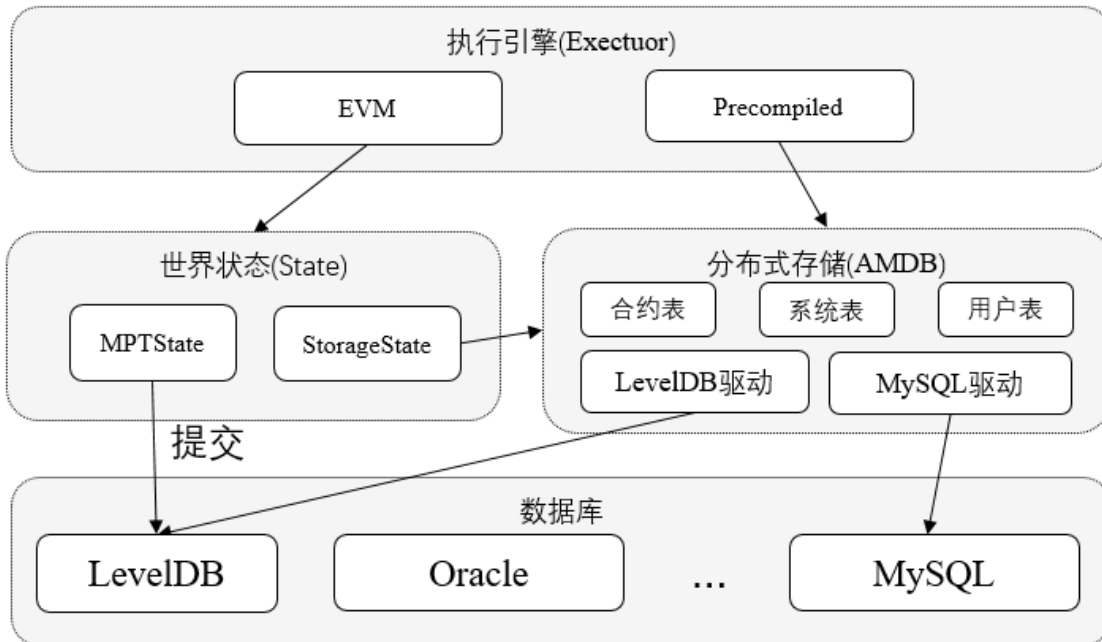 执行引擎(Exectuor)
EVM
Precompiled
世界状态(State)
MPTState
StorageState
分布式存储(AMDB)
合约表
系统表
用户表
LevelDB驱动
MySQL驱动
提交
数据库
LevelDB
Oracle
...
MySQL